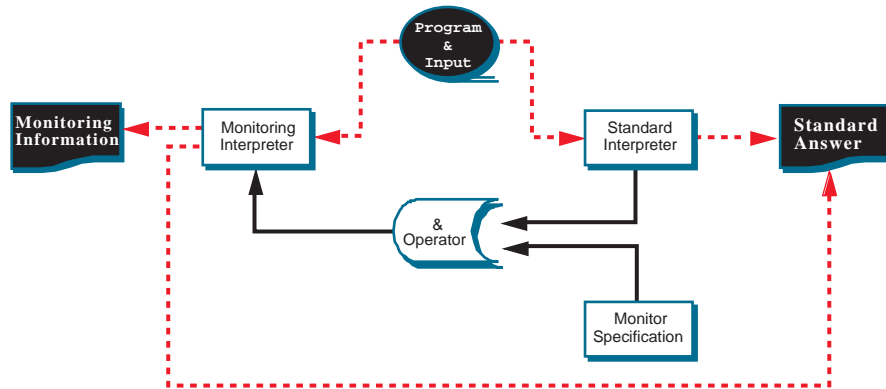 Program
&
Input
Monitoring
Information
Monitoring
Interpreter
Standard
Interpreter
Standard
Answer
&
Operator
Monitor
Specification